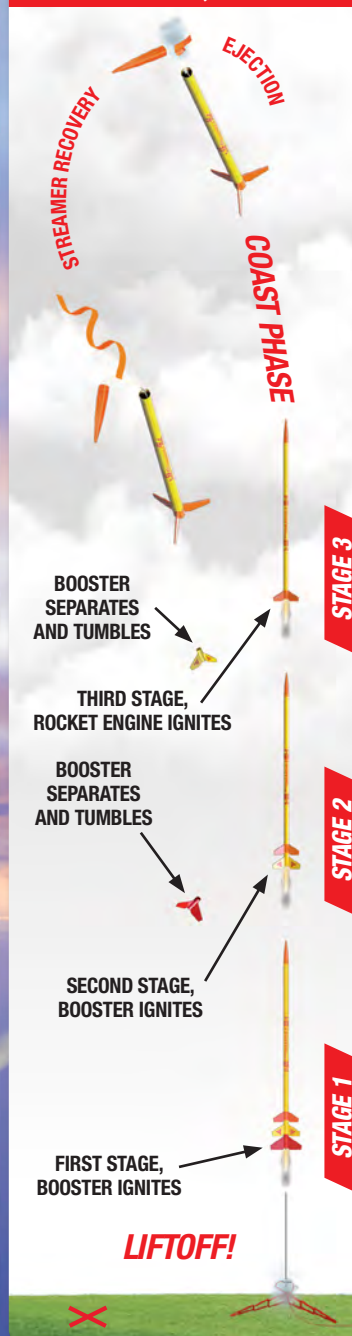 EJECTION
STREAMER RECOVERY
COAST PHASE
STAGE 3
BOOSTER
SEPARATES
AND TUMBLES
THIRD STAGE,
ROCKET ENGINE IGNITES
STAGE 2
BOOSTER
SEPARATES
AND TUMBLES
SECOND STAGE,
BOOSTER IGNITES
STAGE 1
FIRST STAGE,
BOOSTER IGNITES
LIFTOFF!